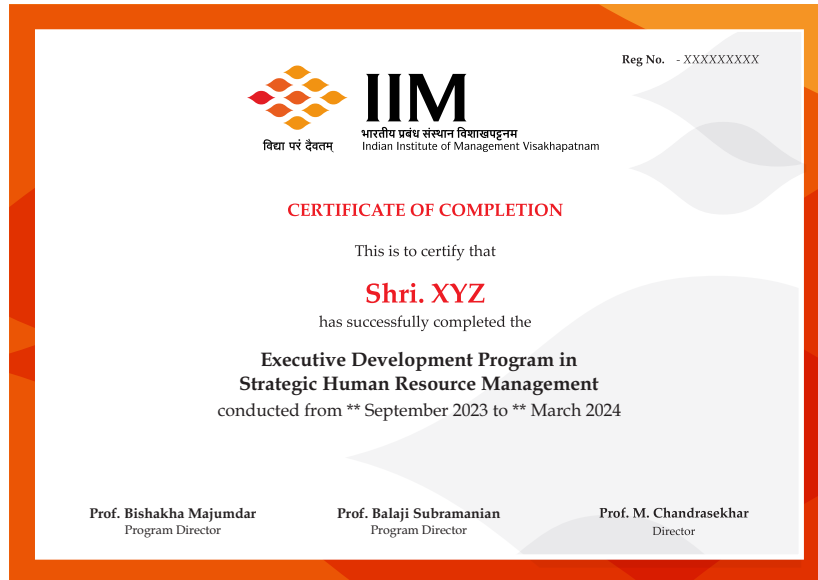 Reg No. - XXXXXXXXX
IIM
भारतीय प्रबंध संस्थान विशाखपट्टनम
विद्या परं दैवतम्
Indian Institute of Management Visakhapatnam
CERTIFICATE OF COMPLETION
This is to certify that
Shri. XYZ
has successfully completed the
Executive Development Program in
Strategic Human Resource Management
conducted from ** September 2023 to ** March 2024
Prof. Bishakha Majumdar
Program Director
Prof. Balaji Subramanian
Program Director
Prof. M. Chandrasekhar
Director